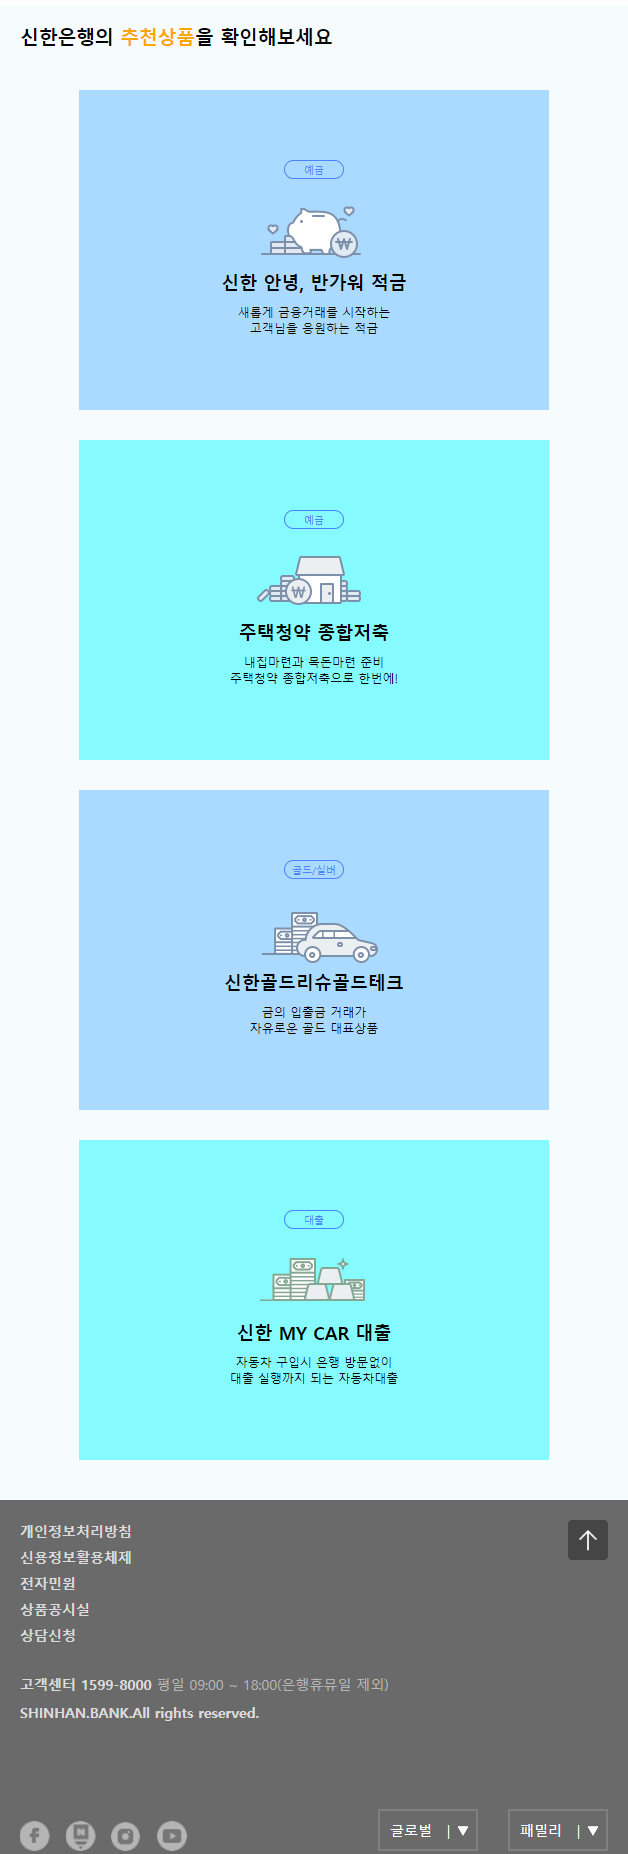 신한은행의 추천상품을 확인해보세요
예금
신한 안녕, 반가워 적금
새롭게 금융거래를 시작하는
고객님을 응원하는 적금
예금
주택청약 종합저축
내집마련과 목돈마련 준비
주택청약 종합저축으로 한번에!
골드/실버
신한골드리슈골드테크
금의 입출금 거래가
자유로운 골드 대표상품
대출
신한 MY CAR 대출
자동차 구입시 은행 방문없이
대출 실행까지 되는 자동차대출
개인정보처리방침
신용정보활용체제
전자민원
상품공시실
상담신청
고객센터 1599-8000 평일 09:00 ~ 18:00(은행휴뮤일 제외)
SHINHAN.BANK.All rights reserved.
글로벌 | ▼
패밀리 | ▼